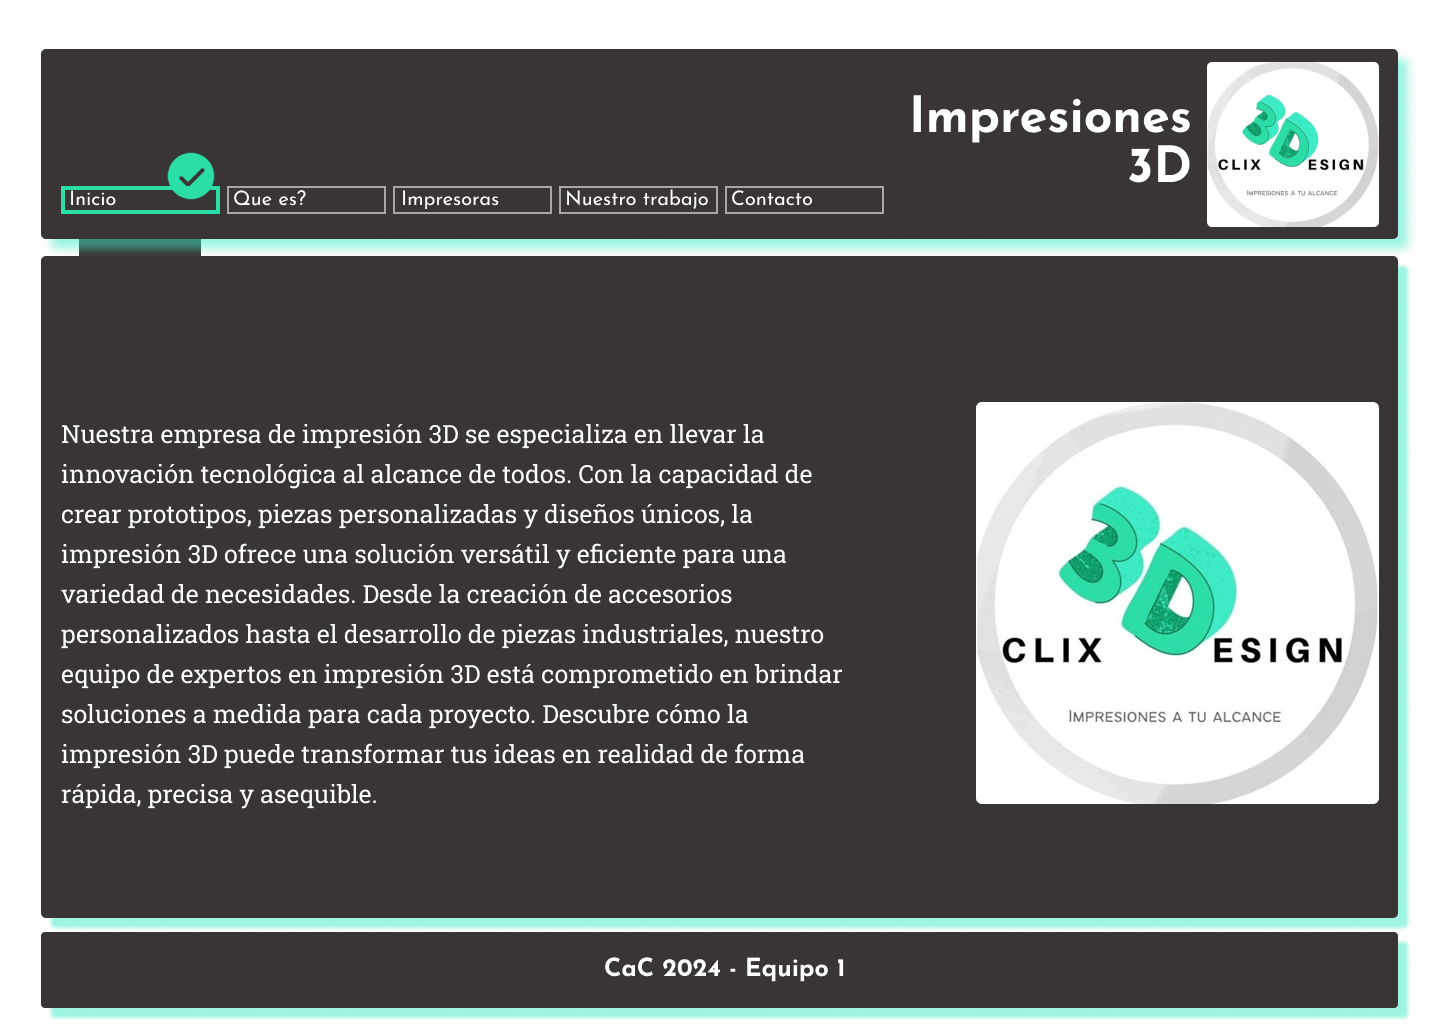 Impresiones
3D
CLIX 3D ESIGN
IMPRESIONES A TU ALCANCE
Inicio
Que es?
Impresoras
Nuestro trabajo
Contacto
Nuestra empresa de impresión 3D se especializa en llevar la
innovación tecnológica al alcance de todos. Con la capacidad de
crear prototipos, piezas personalizadas y diseños únicos, la
impresión 3D ofrece una solución versátil y eficiente para una
variedad de necesidades. Desde la creación de accesorios
personalizados hasta el desarrollo de piezas industriales, nuestro
equipo de expertos en impresión 3D está comprometido en brindar
soluciones a medida para cada proyecto. Descubre cómo la
impresión 3D puede transformar tus ideas en realidad de forma
rápida, precisa y asequible.
CLIX 3D ESIGN
IMPRESIONES A TU ALCANCE
CaC 2024 - Equipo 1